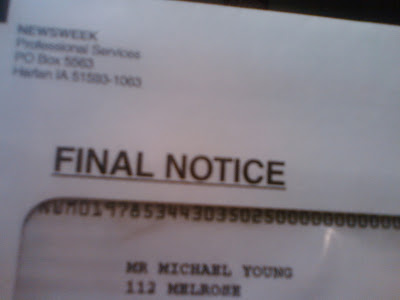 NEWSWEEK
Professional Services
PO Box 5563
Harlan IA 51593-1063
FINAL NOTICE
MR MICHAEL YOUNG
112 MELROSE